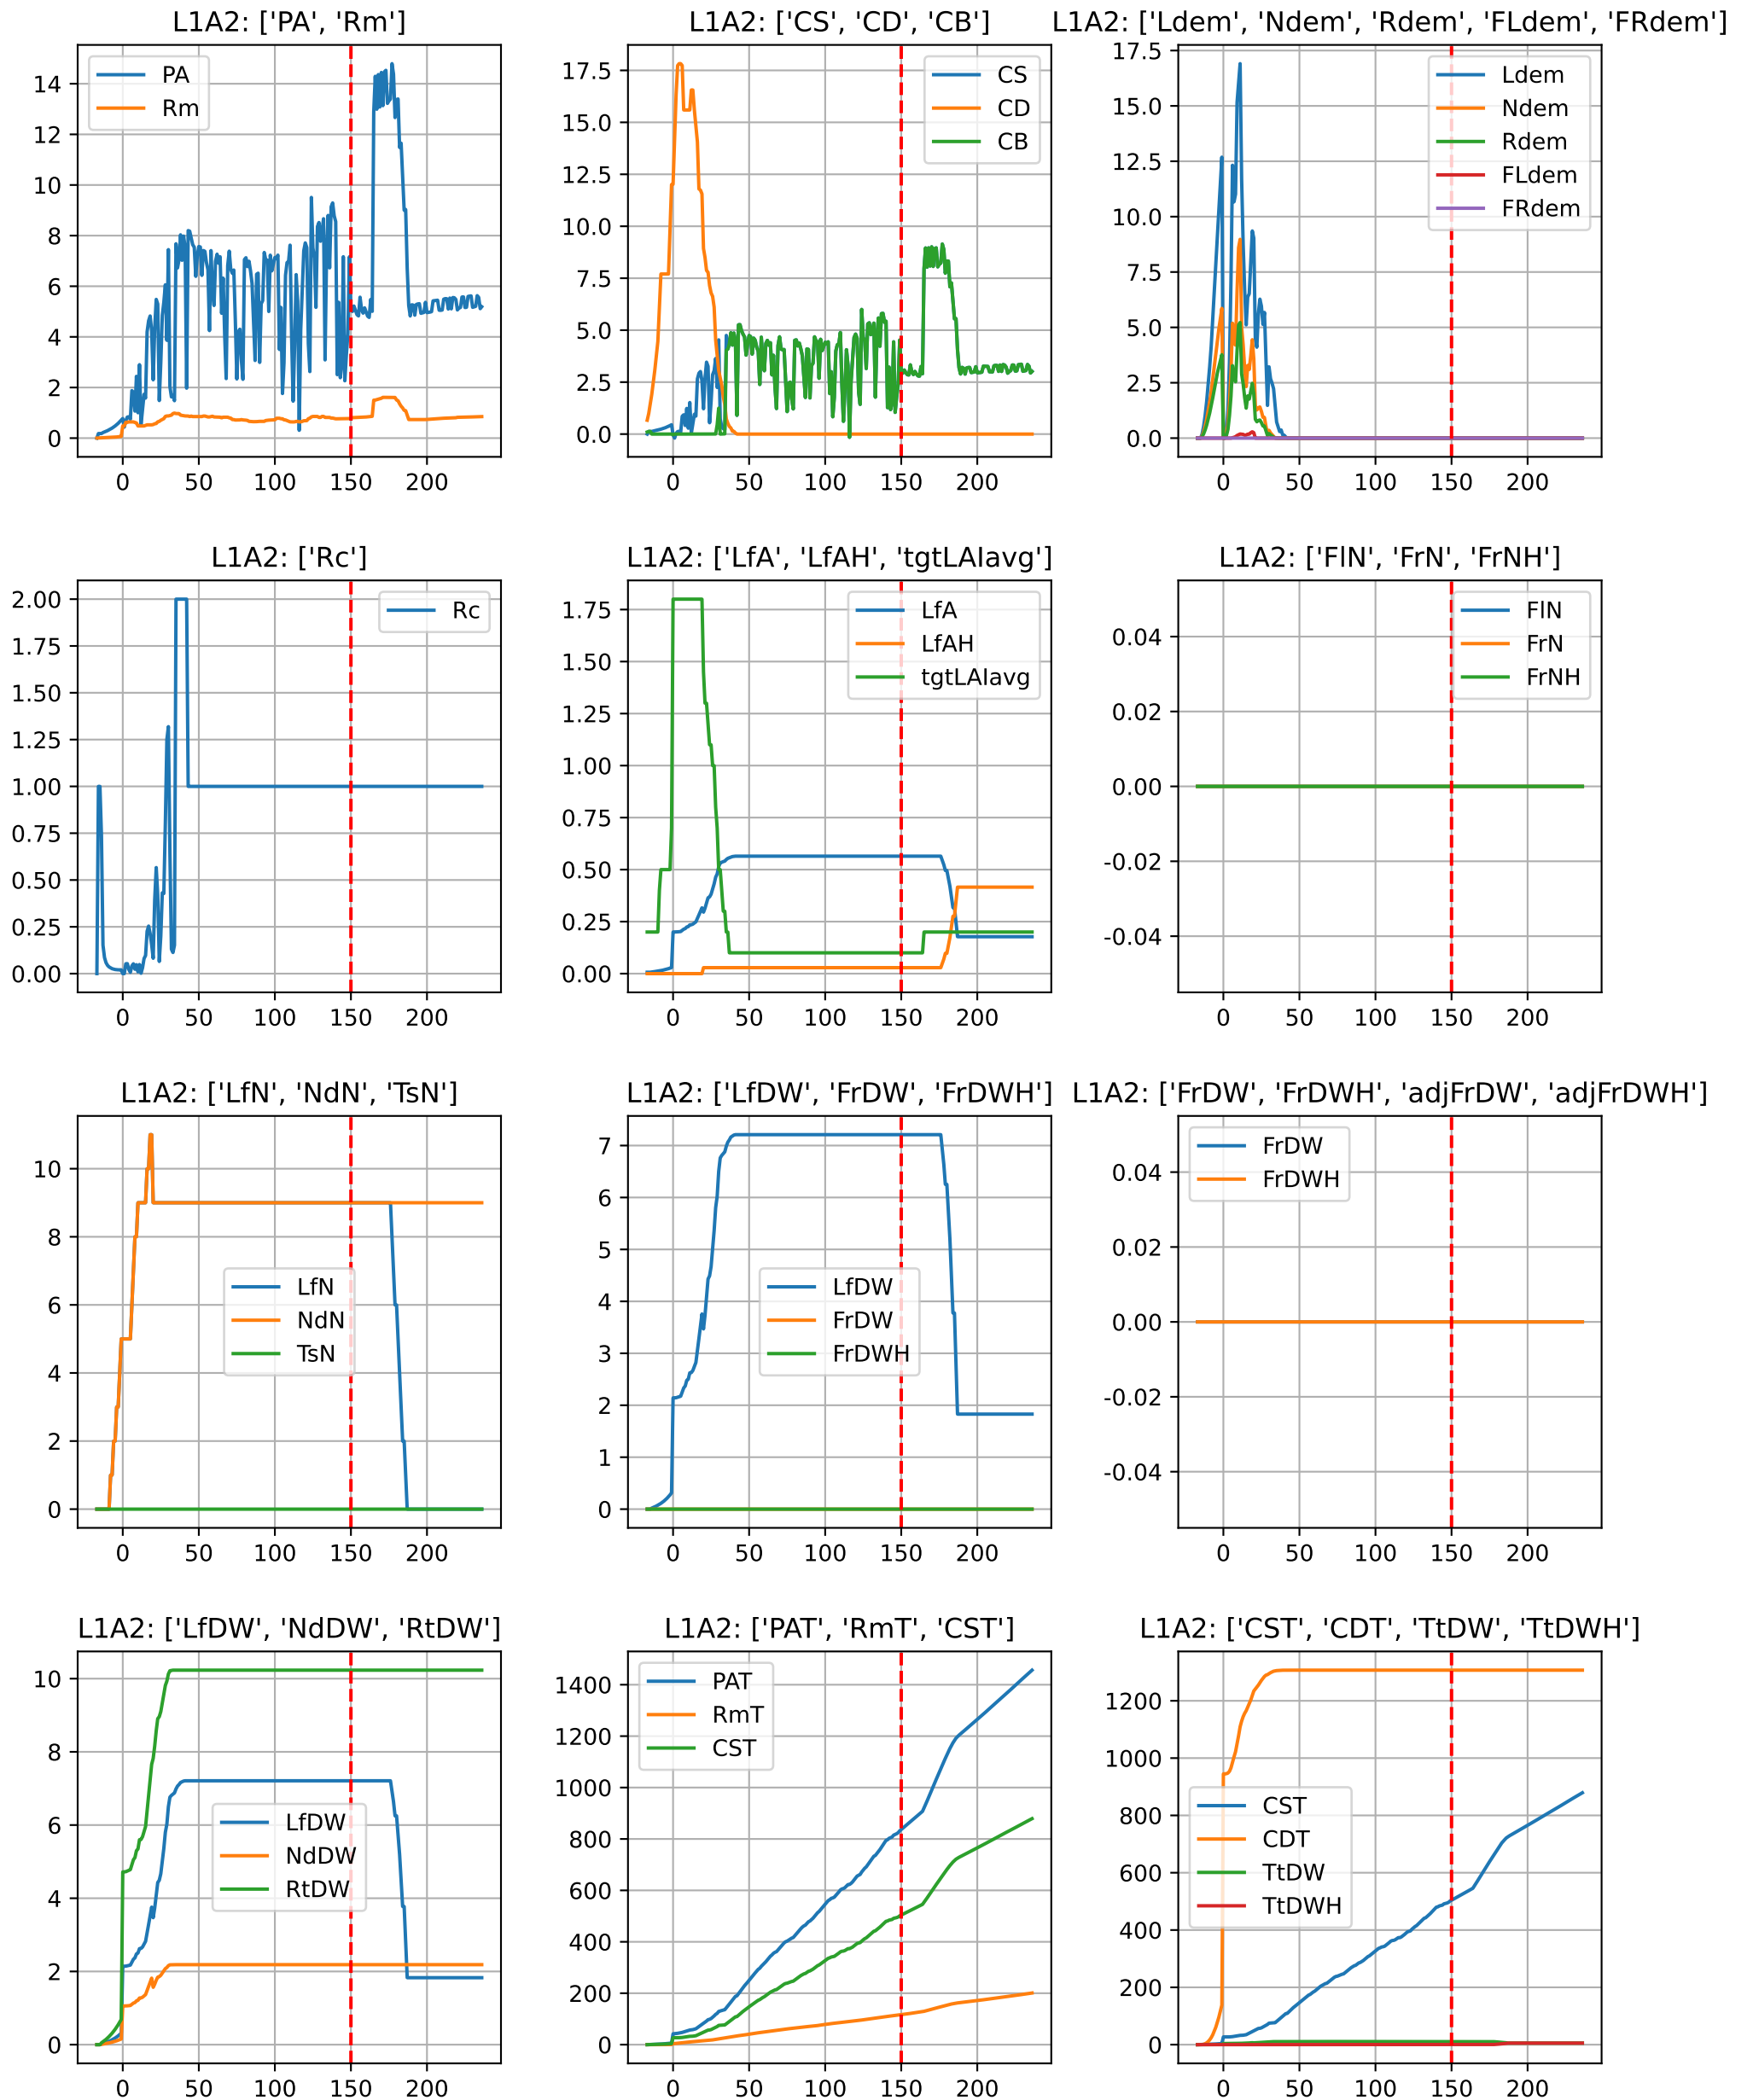 L1A2: ['PA', 'Rm']
14
12
10
8
6
4
2
0
0 50 100 150 200
PA
Rm
L1A2: ['CS', 'CD', 'CB']
17.5
15.0
12.5
10.0
7.5
5.0
2.5
0.0
0 50 100 150 200
CS
CD
CB
L1A2: ['Ldem', 'Ndem', 'Rdem', 'FLdem', 'FRdem']
17.5
15.0
12.5
10.0
7.5
5.0
2.5
0.0
0 50 100 150 200
Ldem
Ndem
Rdem
FLdem
FRdem
L1A2: ['Rc']
2.00
1.75
1.50
1.25
1.00
0.75
0.50
0.25
0.00
0 50 100 150 200
Rc
L1A2: ['LfA', 'LfAH', 'tgtLAIavg']
1.75
1.50
1.25
1.00
0.75
0.50
0.25
0.00
0 50 100 150 200
LfA
LfAH
tgtLAIavg
L1A2: ['FlN', 'FrN', 'FrNH']
0.04
0.02
0.00
-0.02
-0.04
0 50 100 150 200
FlN
FrN
FrNH
L1A2: ['LfN', 'NdN', 'TsN']
10
8
6
4
2
0
0 50 100 150 200
LfN
NdN
TsN
L1A2: ['LfDW', 'FrDW', 'FrDWH']
7
6
5
4
3
2
1
0
0 50 100 150 200
LfDW
FrDW
FrDWH
L1A2: ['FrDW', 'FrDWH', 'adjFrDW', 'adjFrDWH']
0.04
0.02
0.00
-0.02
-0.04
0 50 100 150 200
FrDW
FrDWH
L1A2: ['LfDW', 'NdDW', 'RtDW']
10
8
6
4
2
0
0 50 100 150 200
LfDW
NdDW
RtDW
L1A2: ['PAT', 'RmT', 'CST']
1400
1200
1000
800
600
400
200
0
0 50 100 150 200
PAT
RmT
CST
L1A2: ['CST', 'CDT', 'TtDW', 'TtDWH']
1200
1000
800
600
400
200
0
0 50 100 150 200
CST
CDT
TtDW
TtDWH